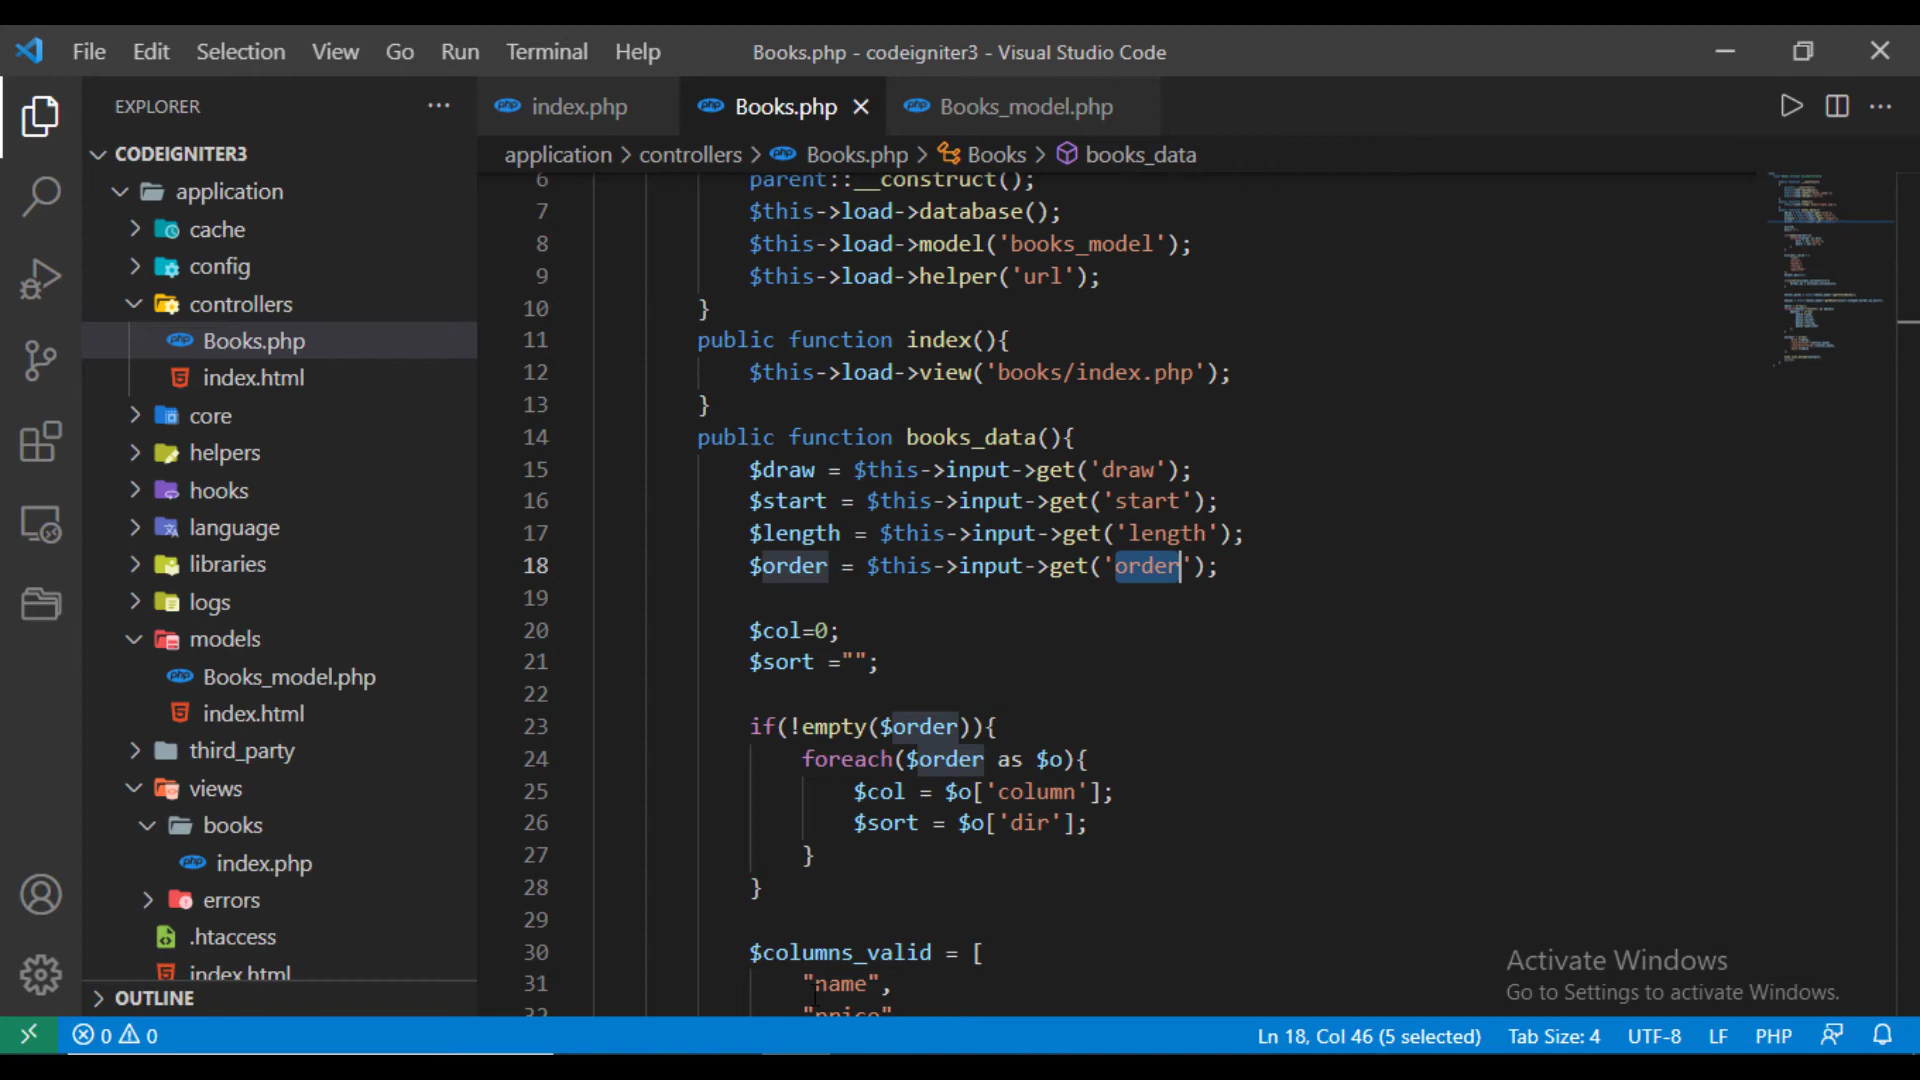 File Edit Selection View Go Run Terminal Help
Books.php - codeigniter3 - Visual Studio Code
EXPLORER
CODEIGNITER3
application
cache
config
controllers
Books.php
index.html
core
helpers
hooks
language
libraries
logs
models
Books_model.php
index.html
third_party
views
books
index.php
errors
.htaccess
index.html
OUTLINE
index.php Books.php Books_model.php
application > controllers > Books.php > Books > books_data
6 parent::__construct();
7 $this->load->database();
8 $this->load->model('books_model');
9 $this->load->helper('url');
10 }
11 public function index(){
12 $this->load->view('books/index.php');
13 }
14 public function books_data(){
15 $draw = $this->input->get('draw');
16 $start = $this->input->get('start');
17 $length = $this->input->get('length');
18 $order = $this->input->get('order');
19
20 $col=0;
21 $sort ="";
22
23 if(!empty($order)){
24 foreach($order as $o){
25 $col = $o['column'];
26 $sort = $o['dir'];
27 }
28 }
29
30 $columns_valid = [
31 "name",
32 "price"
Activate Windows
Go to Settings to activate Windows.
0 0 Ln 18, Col 46 (5 selected) Tab Size: 4 UTF-8 LF PHP